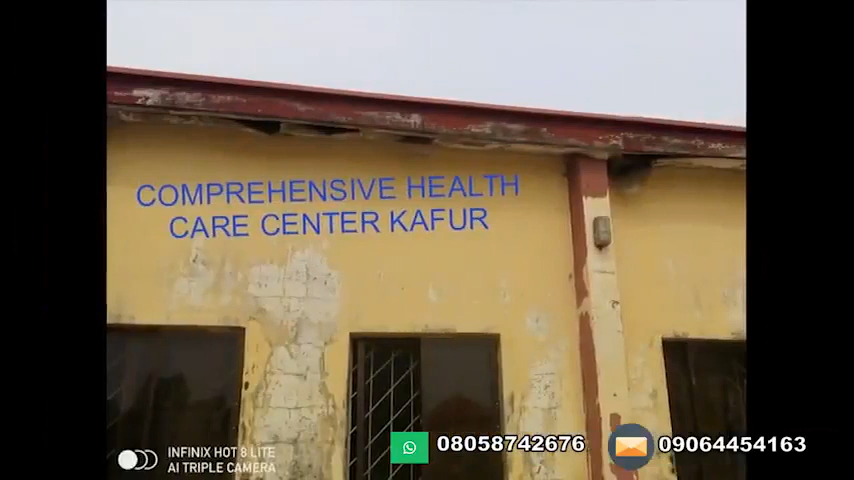 COMPREHENSIVE HEALTH
CARE CENTER KAFUR
INFINIX HOT 8 LITE
AI TRIPLE CAMERA
08058742676
09064454163